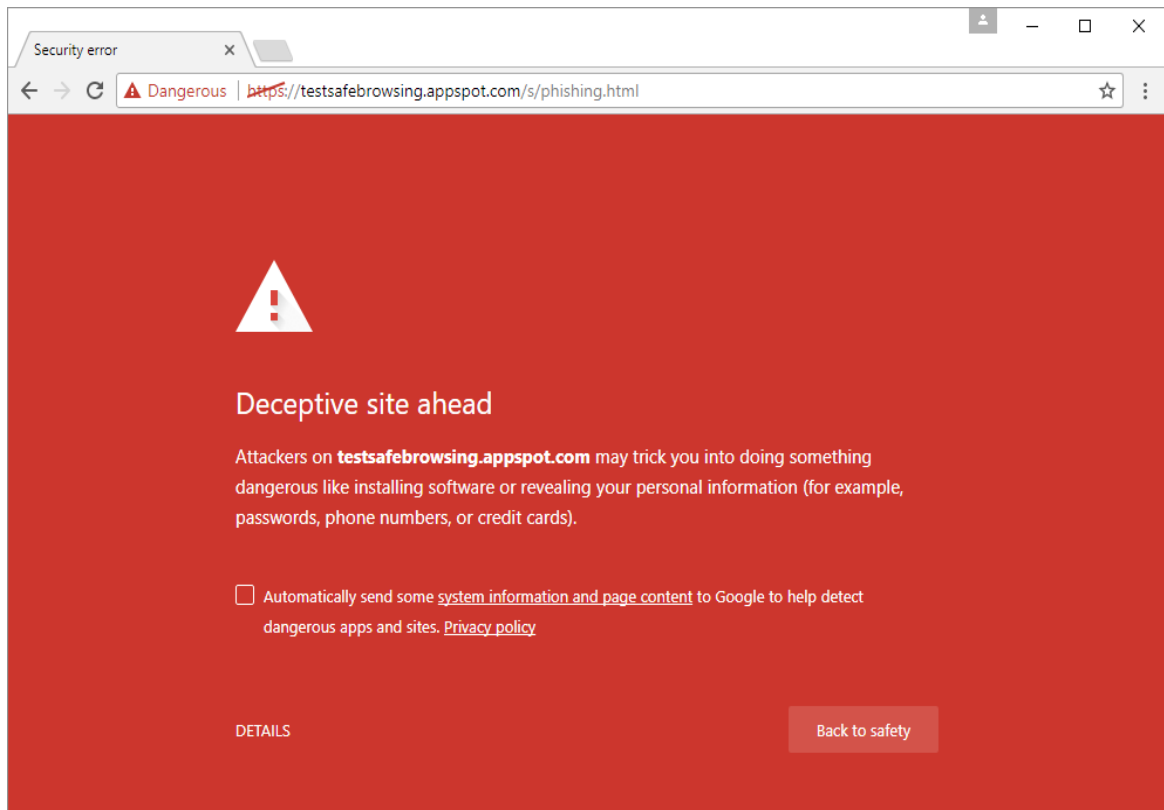 Security error
Dangerous | https://testsafebrowsing.appspot.com/s/phishing.html
Deceptive site ahead
Attackers on testsafebrowsing.appspot.com may trick you into doing something
dangerous like installing software or revealing your personal information (for example,
passwords, phone numbers, or credit cards).
Automatically send some system information and page content to Google to help detect
dangerous apps and sites. Privacy policy
DETAILS
Back to safety